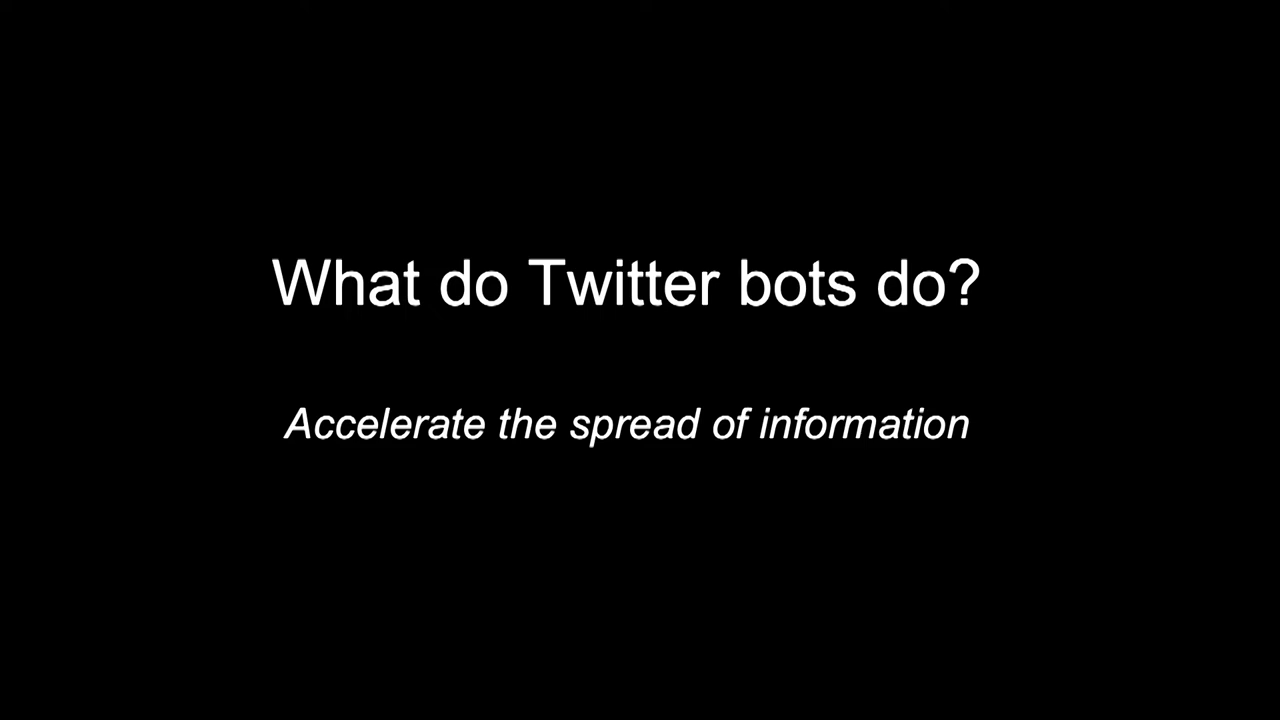 What do Twitter bots do?
Accelerate the spread of information